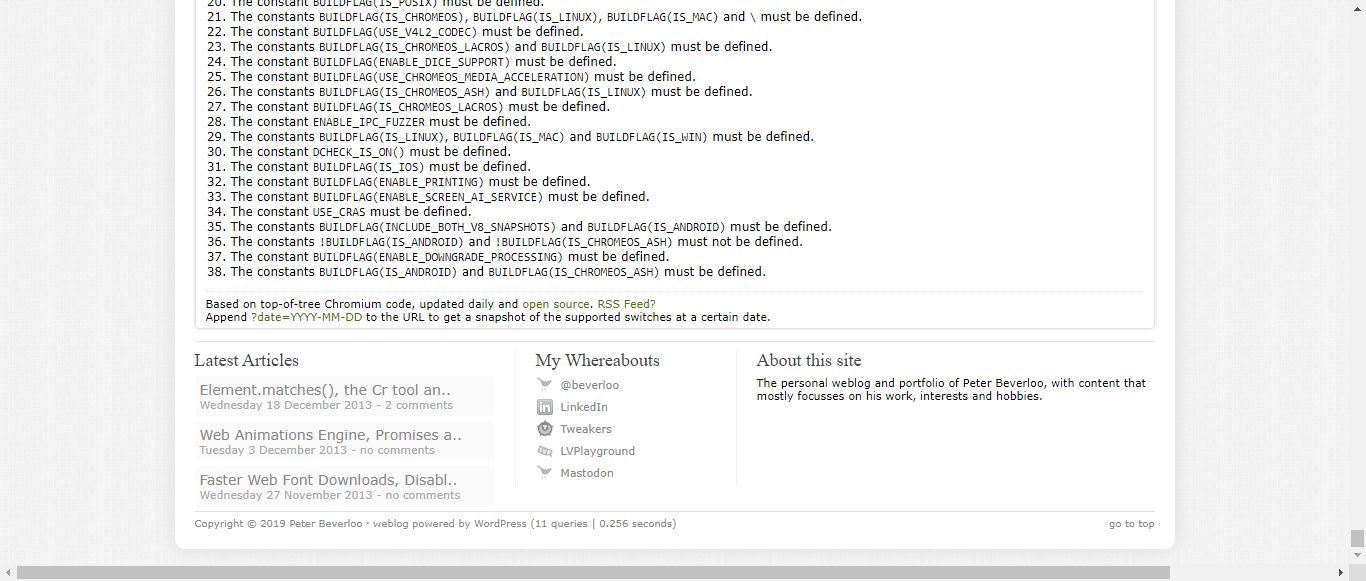 20. The constant BUILDFLAG(IS_POSIX) must be defined.
21. The constants BUILDFLAG(IS_CHROMEOS), BUILDFLAG(IS_LINUX), BUILDFLAG(IS_MAC) and \ must be defined.
22. The constant BUILDFLAG(USE_V4L2_CODEC) must be defined.
23. The constants BUILDFLAG(IS_CHROMEOS_LACROS) and BUILDFLAG(IS_LINUX) must be defined.
24. The constant BUILDFLAG(ENABLE_DICE_SUPPORT) must be defined.
25. The constant BUILDFLAG(USE_CHROMEOS_MEDIA_ACCELERATION) must be defined.
26. The constants BUILDFLAG(IS_CHROMEOS_ASH) and BUILDFLAG(IS_LINUX) must be defined.
27. The constant BUILDFLAG(IS_CHROMEOS_LACROS) must be defined.
28. The constant ENABLE_IPC_FUZZER must be defined.
29. The constants BUILDFLAG(IS_LINUX), BUILDFLAG(IS_MAC) and BUILDFLAG(IS_WIN) must be defined.
30. The constant DCHECK_IS_ON() must be defined.
31. The constant BUILDFLAG(IS_IOS) must be defined.
32. The constant BUILDFLAG(ENABLE_PRINTING) must be defined.
33. The constant BUILDFLAG(ENABLE_SCREEN_AI_SERVICE) must be defined.
34. The constant USE_CRAS must be defined.
35. The constants BUILDFLAG(INCLUDE_BOTH_V8_SNAPSHOTS) and BUILDFLAG(IS_ANDROID) must be defined.
36. The constants !BUILDFLAG(IS_ANDROID) and !BUILDFLAG(IS_CHROMEOS_ASH) must not be defined.
37. The constant BUILDFLAG(ENABLE_DOWNGRADE_PROCESSING) must be defined.
38. The constants BUILDFLAG(IS_ANDROID) and BUILDFLAG(IS_CHROMEOS_ASH) must be defined.
Based on top-of-tree Chromium code, updated daily and open source. RSS Feed?
Append ?date=YYYY-MM-DD to the URL to get a snapshot of the supported switches at a certain date.
Latest Articles
Element.matches(), the Cr tool an..
Wednesday 18 December 2013 - 2 comments
Web Animations Engine, Promises a..
Tuesday 3 December 2013 - no comments
Faster Web Font Downloads, Disabl..
Wednesday 27 November 2013 - no comments
My Whereabouts
@beverloo
LinkedIn
Tweakers
LVPlayground
Mastodon
About this site
The personal weblog and portfolio of Peter Beverloo, with content that
mostly focusses on his work, interests and hobbies.
Copyright © 2019 Peter Beverloo · weblog powered by WordPress (11 queries | 0.256 seconds)
go to top